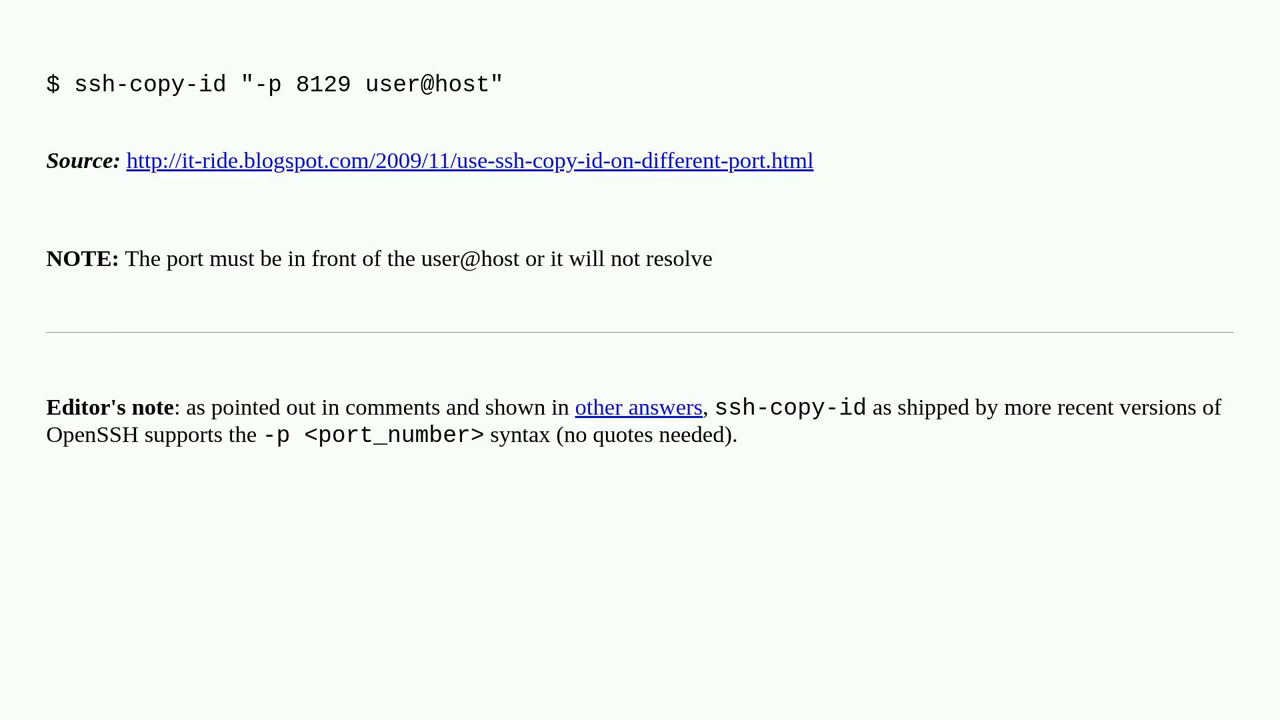 $ ssh-copy-id "-p 8129 user@host"
Source: http://it-ride.blogspot.com/2009/11/use-ssh-copy-id-on-different-port.html
NOTE: The port must be in front of the user@host or it will not resolve
Editor's note: as pointed out in comments and shown in other answers, ssh-copy-id as shipped by more recent versions of
OpenSSH supports the -p <port_number> syntax (no quotes needed).